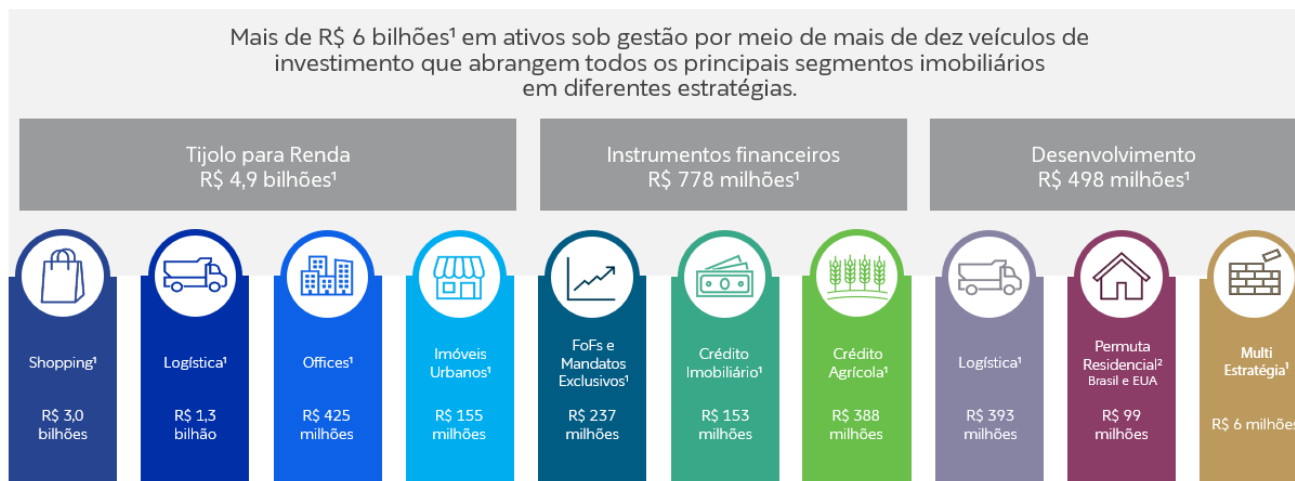 Mais de R$ 6 bilhões¹ em ativos sob gestão por meio de mais de dez veículos de
investimento que abrangem todos os principais segmentos imobiliários
em diferentes estratégias.
Tijolo para Renda
R$ 4,9 bilhões¹
Instrumentos financeiros
R$ 778 milhões¹
Desenvolvimento
R$ 498 milhões¹
Shopping¹
R$ 3,0
bilhões
Logística¹
R$ 1,3
bilhão
Offices¹
R$ 425
milhões
Imóveis
Urbanos¹
R$ 155
milhões
FoFs e
Mandatos
Exclusivos¹
R$ 237
milhões
Crédito
Imobiliário¹
R$ 153
milhões
Crédito
Agrícola¹
R$ 388
milhões
Logística¹
R$ 393
milhões
Permuta
Residencial²
Brasil e EUA
R$ 99
milhões
Multi
Estratégia¹
R$ 6 milhões